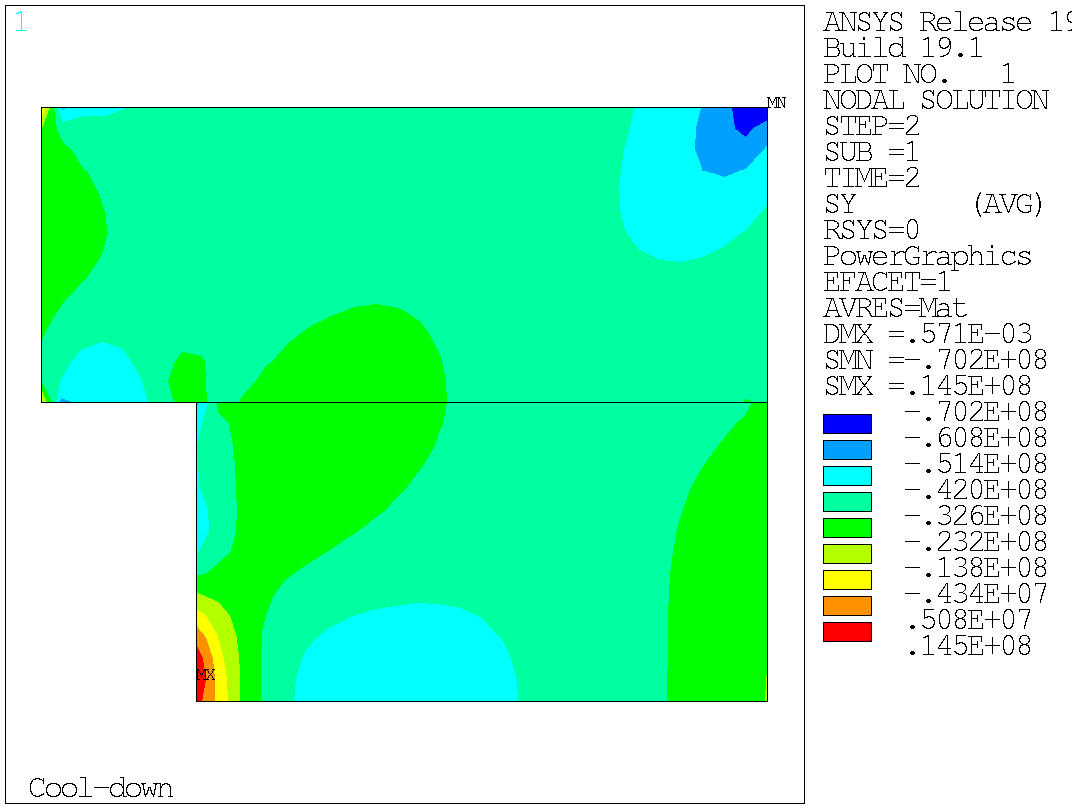 1
MN
ANSYS Release 19
Build 19.1
PLOT NO.   1
NODAL SOLUTION
STEP=2
SUB =1
TIME=2
SY       (AVG)
RSYS=0
PowerGraphics
EFACET=1
AVRES=Mat
DMX =.571E-03
SMN =-.702E+08
SMX =.145E+08
-.702E+08
-.608E+08
-.514E+08
-.420E+08
-.326E+08
-.232E+08
-.138E+08
-.434E+07
.508E+07
.145E+08
MX
Cool-down